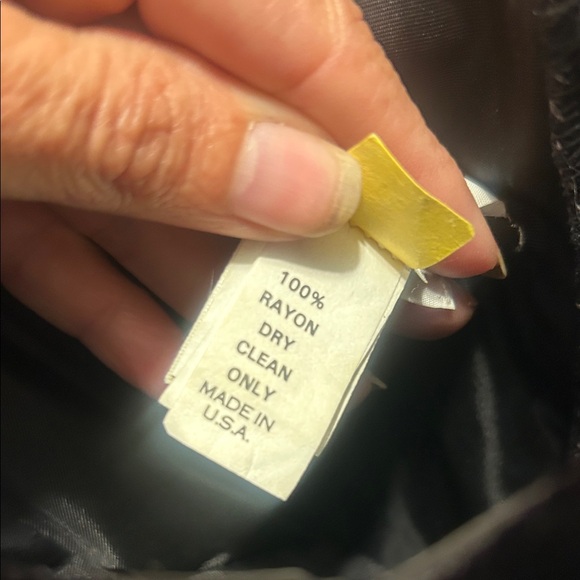 100%
RAYON
DRY
CLEAN
ONLY
MADE IN
U.S.A.